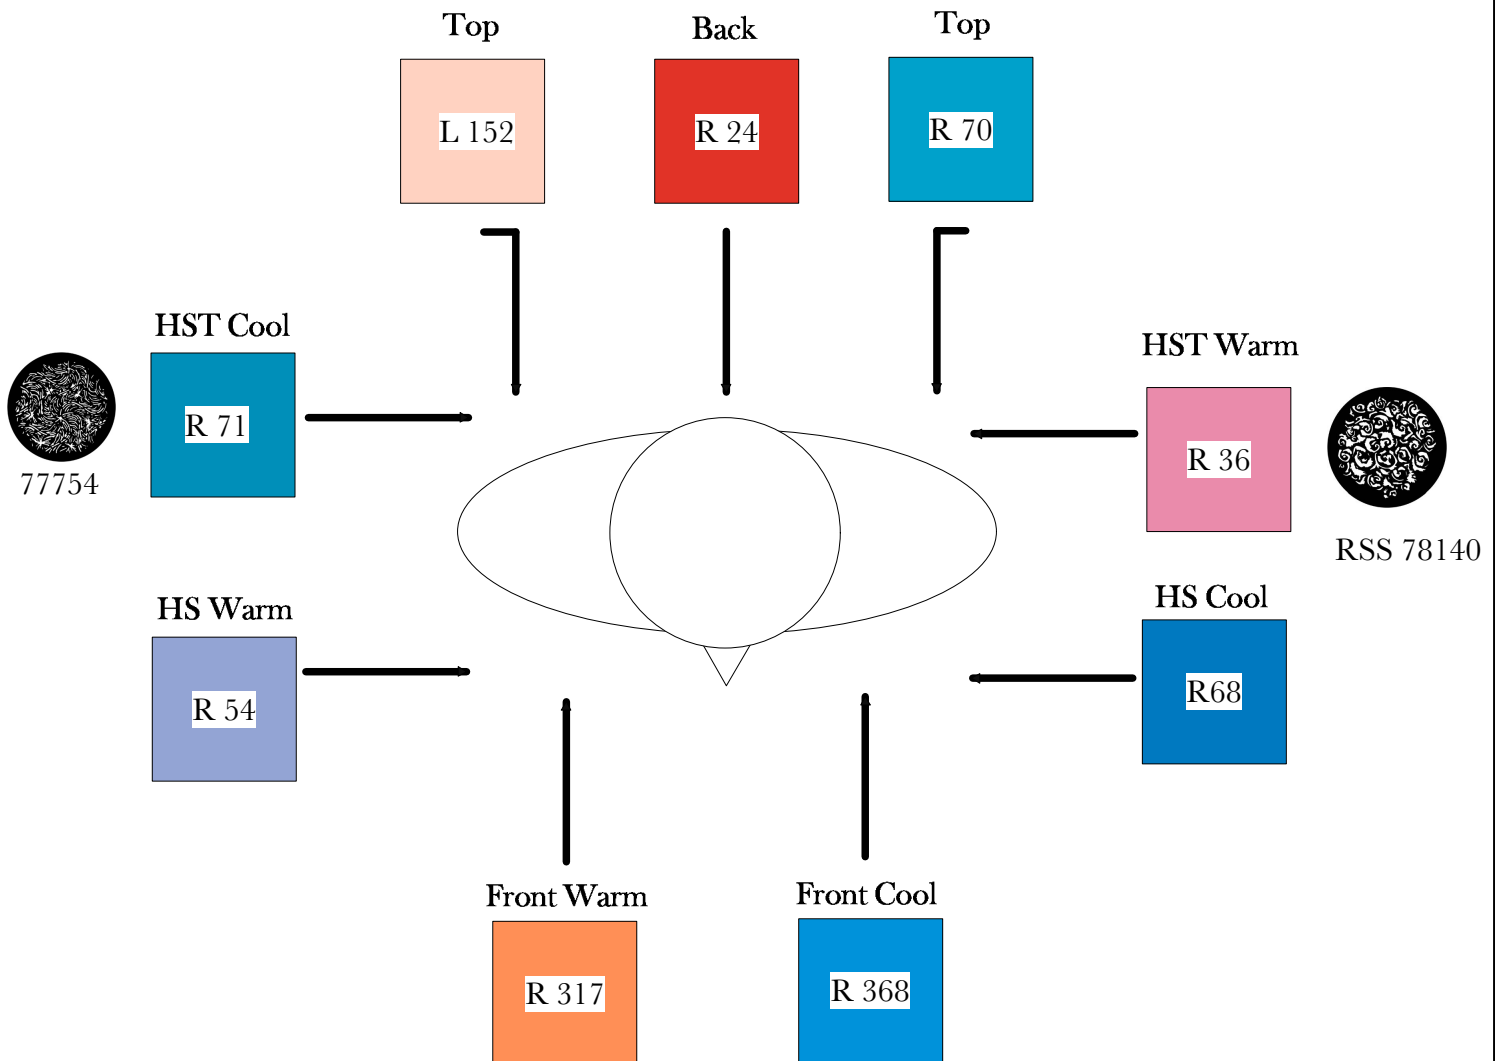 Top
Back
Top
L 152
R 24
R 70
HST Cool
HST Warm
R 71
R 36
77754
RSS 78140
HS Warm
HS Cool
R 54
R68
Front Warm
Front Cool
R 317
R 368